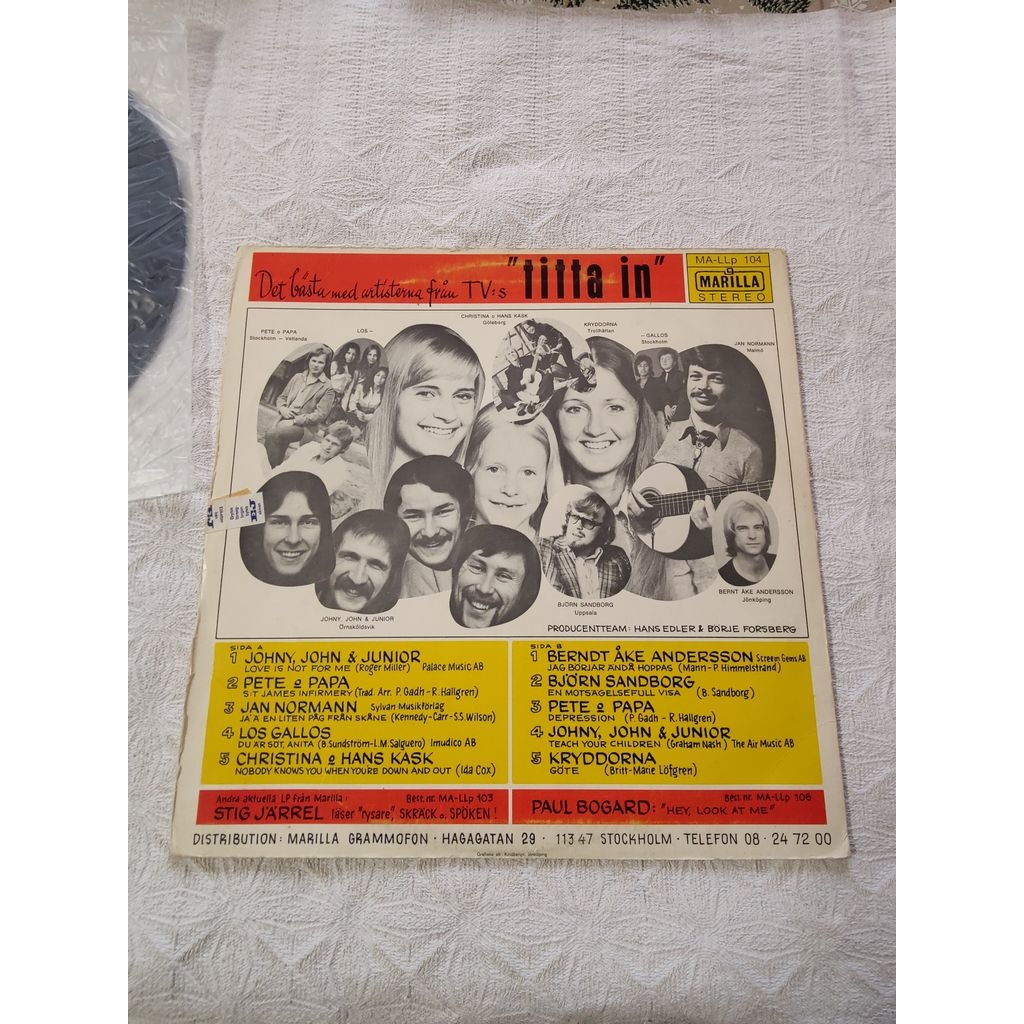 Det bästa med artisterna från TV:s "titta in"
MA-LLp 104
MARILLA
STEREO
CHRISTINA o HANS KASK
Göteborg
PETE o PAPA
Stockholm – Vetlanda
LOS –
KRYDDORNA
Trollhättan
– GALLOS
Stockholm
JAN NORMANN
Malmö
JOHNY, JOHN & JUNIOR
Örnsköldsvik
BJÖRN SANDBORG
Uppsala
BERNT ÅKE ANDERSSON
Jönköping
PRODUCENTTEAM: HANS EDLER & BÖRJE FORSBERG
SIDA A
1 JOHNY, JOHN & JUNIOR
LOVE IS NOT FOR ME (Roger Miller) Palace Music AB
2 PETE o PAPA
S:T JAMES INFIRMERY (Trad. Arr. P. Gadh - R. Hallgren)
3 JAN NORMANN Sylvan Musikförlag
JA Ä EN LITEN PÅG FRÅN SKÅNE (Kennedy-Carr-S.S. Wilson)
4 LOS GALLOS
DU ÄR SÖT, ANITA (B. Sundström-L.M. Salguero) Imudico AB
5 CHRISTINA o HANS KASK
NOBODY KNOWS YOU WHEN YOU'RE DOWN AND OUT (Ida Cox)
SIDA B
1 BERNDT ÅKE ANDERSSON Screen Gems AB
JAG BÖRJAR ÄNDÅ HOPPAS (Mann - P. Himmelstrand)
2 BJÖRN SANDBORG
EN MOTSÄGELSEFULL VISA (B. Sandborg)
3 PETE o PAPA
DEPRESSION (P. Gadh - R. Hallgren)
4 JOHNY, JOHN & JUNIOR
TEACH YOUR CHILDREN (Graham Nash) The Air Music AB
5 KRYDDORNA
GÖTE (Britt-Marie Löfgren)
Andra aktuella LP från Marilla: Best. nr. MA-LLp 103
STIG JÄRREL läser "rysare", SKRÄCK o. SPÖKEN!
Best. nr. MA-LLp 106
PAUL BOGARD: "HEY, LOOK AT ME"
DISTRIBUTION: MARILLA GRAMMOFON · HAGAGATAN 29 · 113 47 STOCKHOLM · TELEFON 08 · 24 72 00